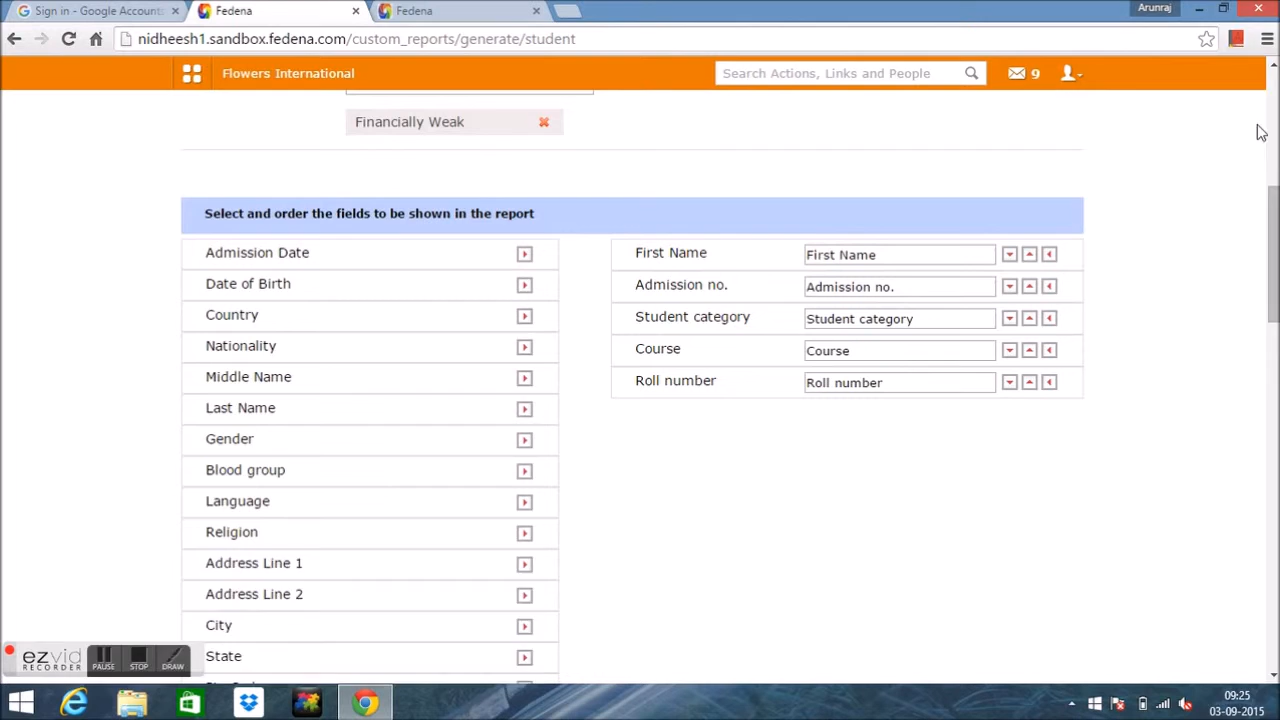 Sign in - Google Accounts
Fedena
Fedena
Arunraj
nidheesh1.sandbox.fedena.com/custom_reports/generate/student
Flowers International
Search Actions, Links and People
9
Financially Weak
Select and order the fields to be shown in the report
Admission Date
Date of Birth
Country
Nationality
Middle Name
Last Name
Gender
Blood group
Language
Religion
Address Line 1
Address Line 2
City
State
First Name First Name
Admission no. Admission no.
Student category Student category
Course Course
Roll number Roll number
ezvid
RECORDER
PAUSE
STOP
DRAW
09:25
03-09-2015